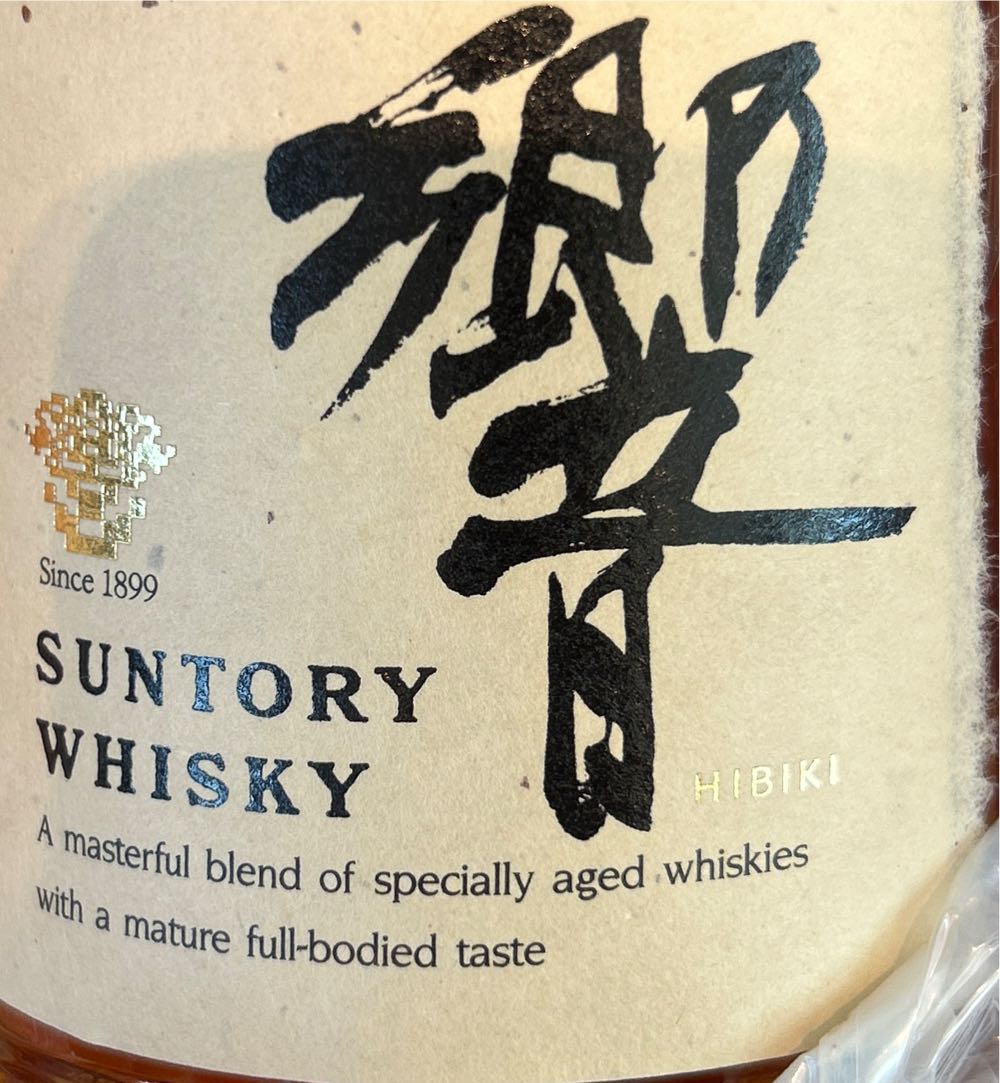 響
Since 1899
SUNTORY
WHISKY
HIBIKI
A masterful blend of specially aged whiskies
with a mature full-bodied taste